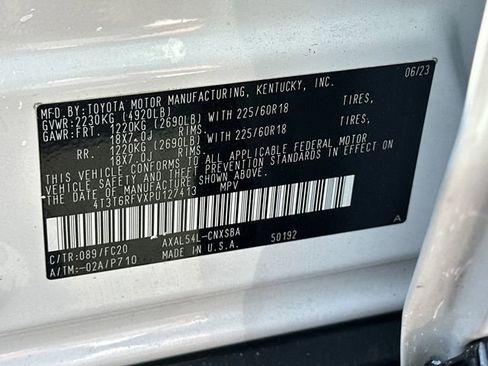 MFD.BY:TOYOTA MOTOR MANUFACTURING, KENTUCKY, INC. 06/23
GVWR:2230KG (4920LB)
GAWR:FRT. 1220KG (2690LB) WITH 225/60R18 TIRES,
18X7.0J RIMS.
RR. 1220KG (2690LB) WITH 225/60R18 TIRES,
18X7.0J RIMS.
THIS VEHICLE CONFORMS TO ALL APPLICABLE FEDERAL MOTOR
VEHICLE SAFETY AND THEFT PREVENTION STANDARDS IN EFFECT ON
THE DATE OF MANUFACTURE SHOWN ABOVE.
4T3T6RFVXPU127413 MPV
C/TR:089/FC20 AXAL54L-CNXSBA 50192 A
A/TM:-02A/P710 MADE IN U.S.A.